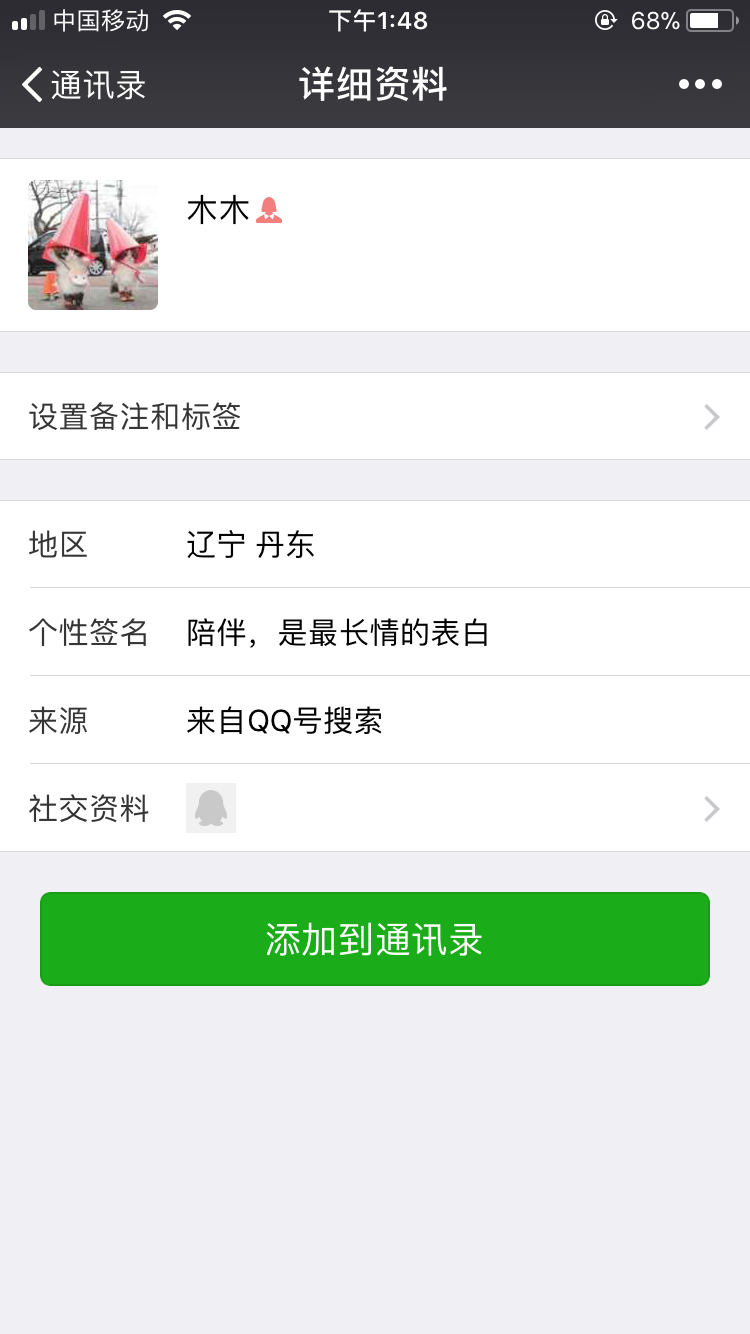 中国移动 下午1:48 68%
通讯录 详细资料
木木
设置备注和标签
地区 辽宁 丹东
个性签名 陪伴，是最长情的表白
来源 来自QQ号搜索
社交资料
添加到通讯录